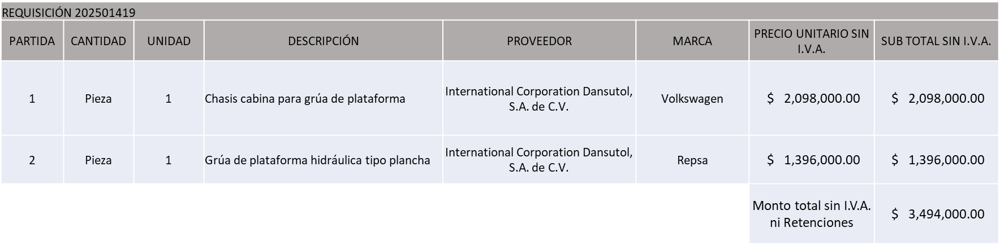 REQUISICIÓN 202501419
PARTIDA CANTIDAD UNIDAD DESCRIPCIÓN PROVEEDOR MARCA PRECIO UNITARIO SIN I.V.A. SUB TOTAL SIN I.V.A.
1 Pieza 1 Chasis cabina para grúa de plataforma International Corporation Dansutol, S.A. de C.V. Volkswagen $ 2,098,000.00 $ 2,098,000.00
2 Pieza 1 Grúa de plataforma hidráulica tipo plancha International Corporation Dansutol, S.A. de C.V. Repsa $ 1,396,000.00 $ 1,396,000.00
Monto total sin I.V.A. ni Retenciones $ 3,494,000.00